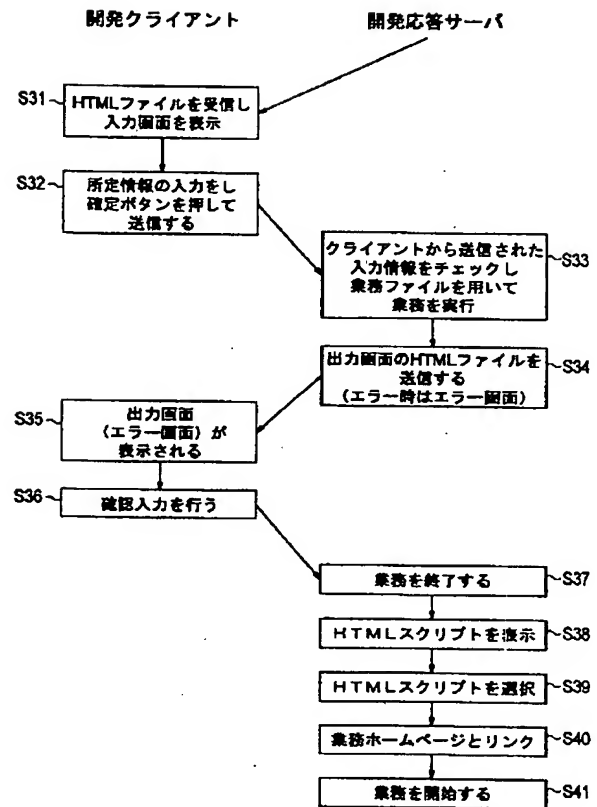 開発クライアント
開発応答サーバ
S31
HTMLファイルを受信し
入力画面を表示
S32
所定情報の入力をし
確定ボタンを押して
送信する
クライアントから送信された
入力情報をチェックし
業務ファイルを用いて
業務を実行
S33
出力画面のHTMLファイルを
送信する
(エラー時はエラー画面)
S34
S35
出力画面
(エラー画面)が
表示される
S36
確認入力を行う
業務を終了する
S37
HTMLスクリプトを表示
S38
HTMLスクリプトを選択
S39
業務ホームページとリンク
S40
業務を開始する
S41